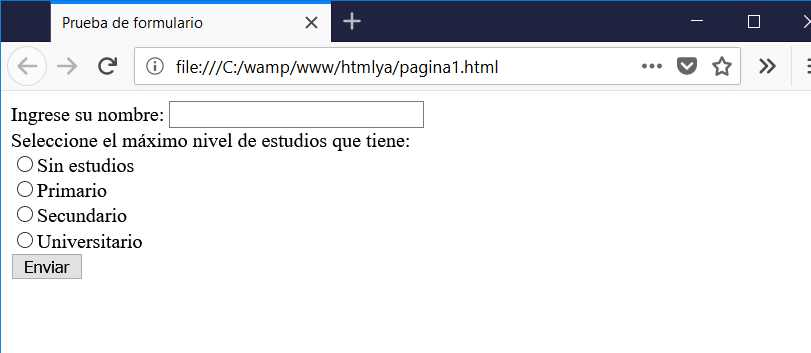 Prueba de formulario
file:///C:/wamp/www/htmlya/pagina1.html
Ingrese su nombre:
Seleccione el máximo nivel de estudios que tiene:
Sin estudios
Primario
Secundario
Universitario
Enviar